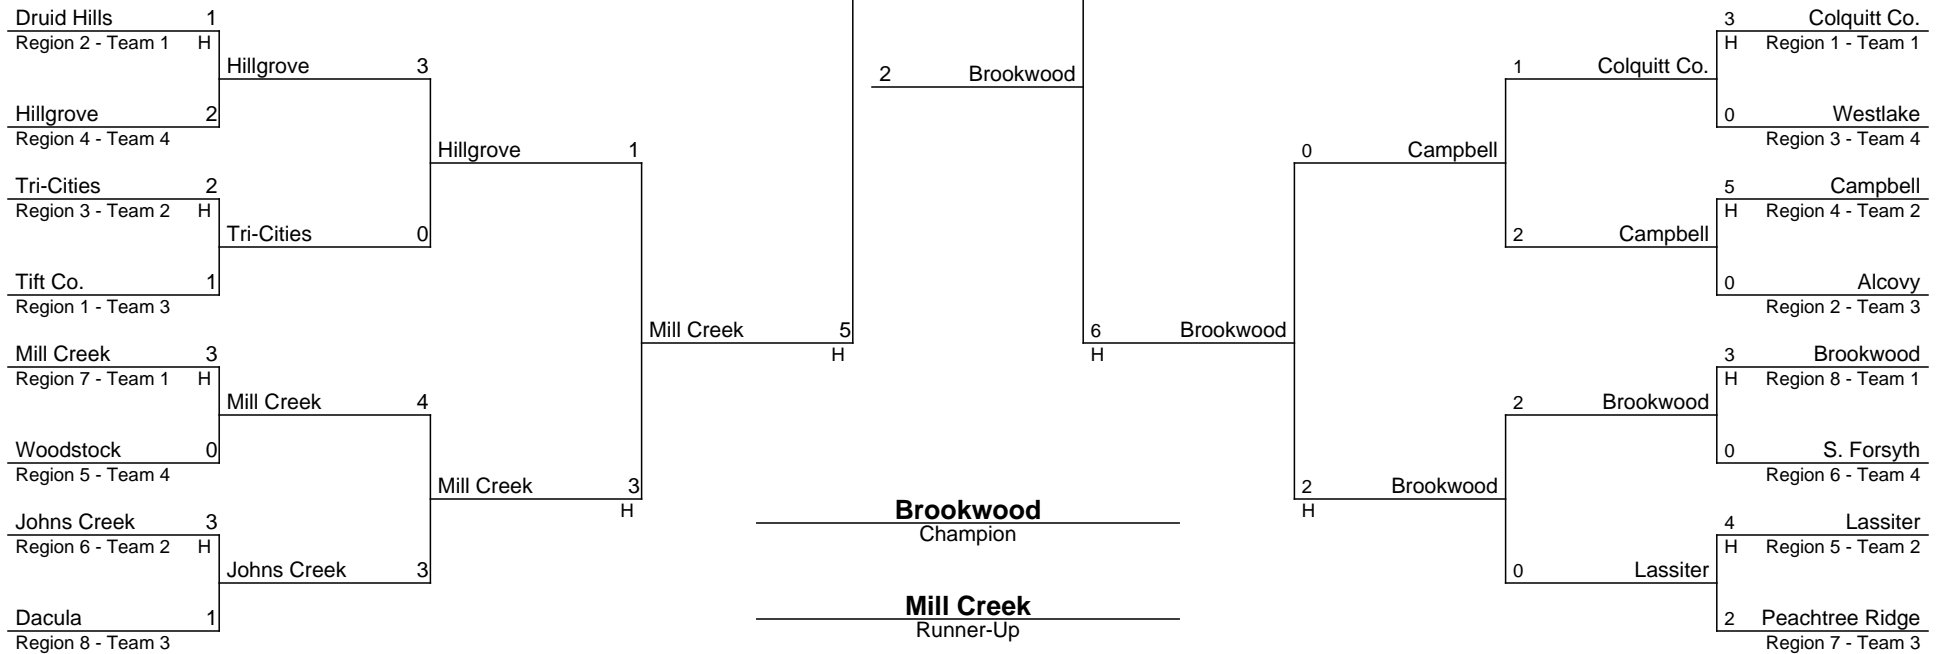 Druid Hills 1
Region 2 - Team 1 H
Hillgrove 3
Hillgrove 2
Region 4 - Team 4
Hillgrove 1
Tri-Cities 2
Region 3 - Team 2 H
Tri-Cities 0
Tift Co. 1
Region 1 - Team 3
Mill Creek 5
H
Mill Creek 3
Region 7 - Team 1 H
Mill Creek 4
Woodstock 0
Region 5 - Team 4
Mill Creek 3
H
Johns Creek 3
Region 6 - Team 2 H
Johns Creek 3
Dacula 1
Region 8 - Team 3
2 Brookwood
Brookwood
Champion
Mill Creek
Runner-Up
3 Colquitt Co.
H Region 1 - Team 1
1 Colquitt Co.
0 Westlake
Region 3 - Team 4
0 Campbell
5 Campbell
H Region 4 - Team 2
2 Campbell
0 Alcovy
Region 2 - Team 3
6 Brookwood
H
3 Brookwood
H Region 8 - Team 1
2 Brookwood
0 S. Forsyth
Region 6 - Team 4
2 Brookwood
H
4 Lassiter
H Region 5 - Team 2
0 Lassiter
2 Peachtree Ridge
Region 7 - Team 3